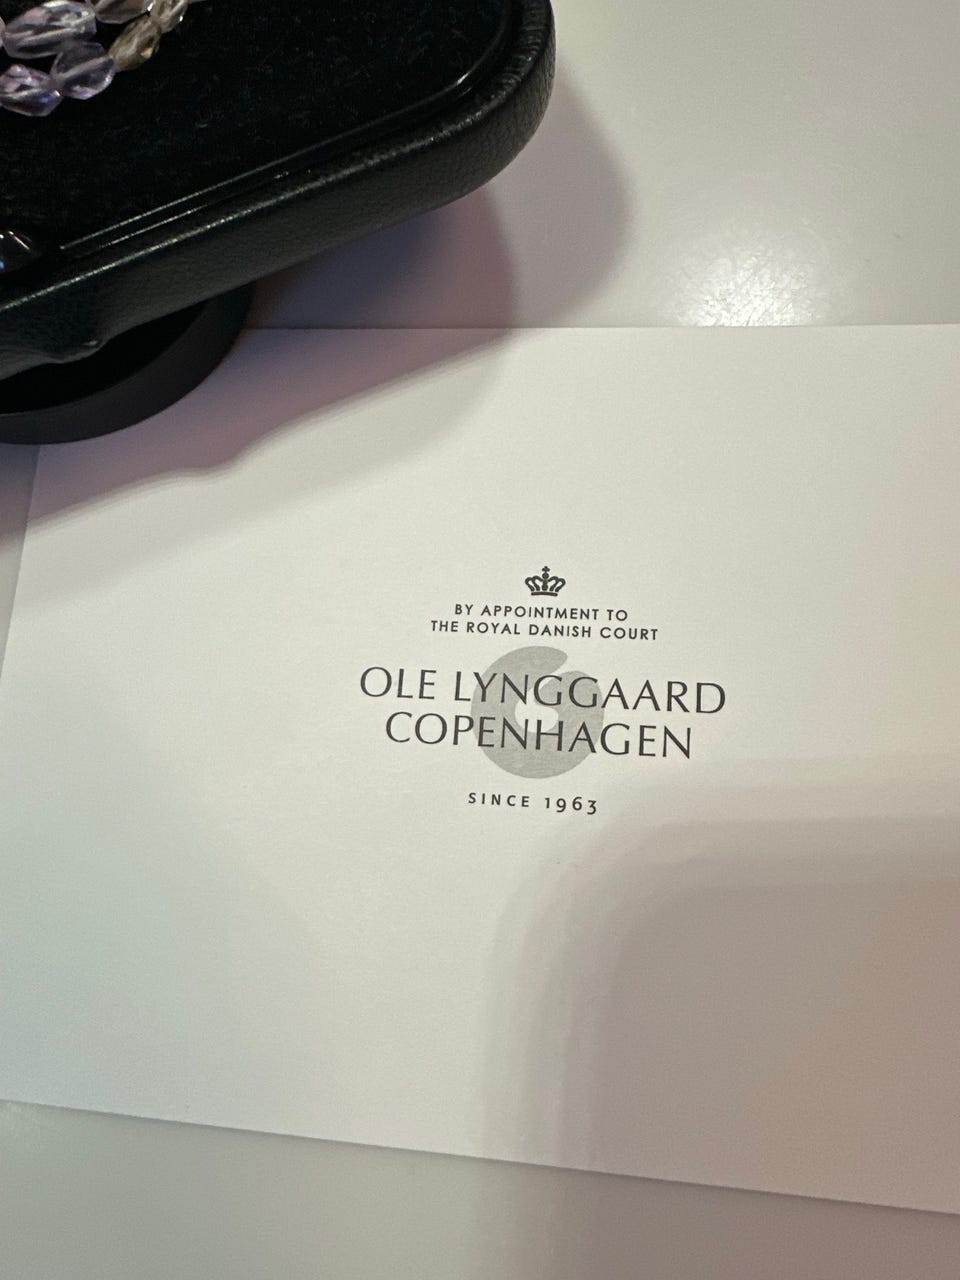 BY APPOINTMENT TO
THE ROYAL DANISH COURT
OLE LYNGGAARD
COPENHAGEN
SINCE 1963